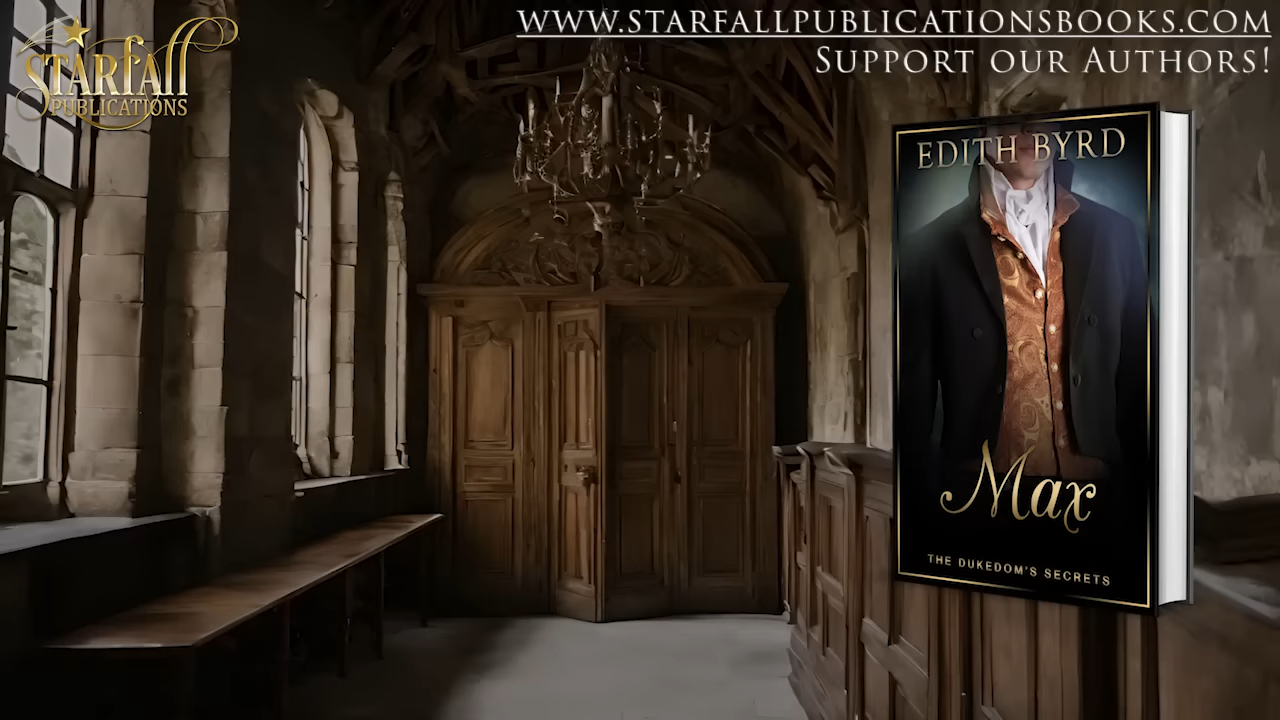 STARfall
PUBLICATIONS
WWW.STARFALLPUBLICATIONSBOOKS.COM
SUPPORT OUR AUTHORS!
EDITH BYRD
Max
THE DUKEDOM'S SECRETS